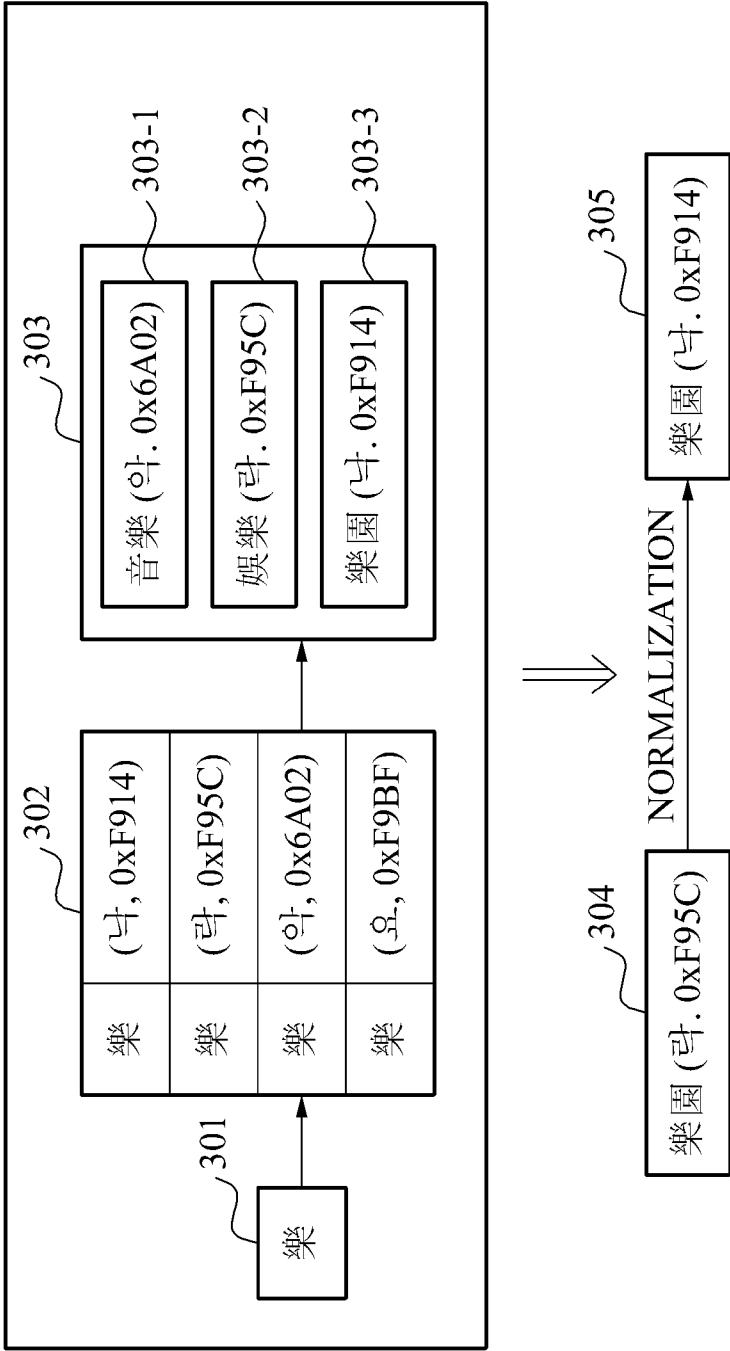 301
樂
302
樂 (낙, 0xF914)
樂 (락, 0xF95C)
樂 (악, 0x6A02)
樂 (요, 0xF9BF)
303
音樂 (악. 0x6A02)
303-1
娛樂 (락. 0xF95C)
303-2
樂園 (낙. 0xF914)
303-3
304
樂園 (락. 0xF95C)
NORMALIZATION
305
樂園 (낙. 0xF914)